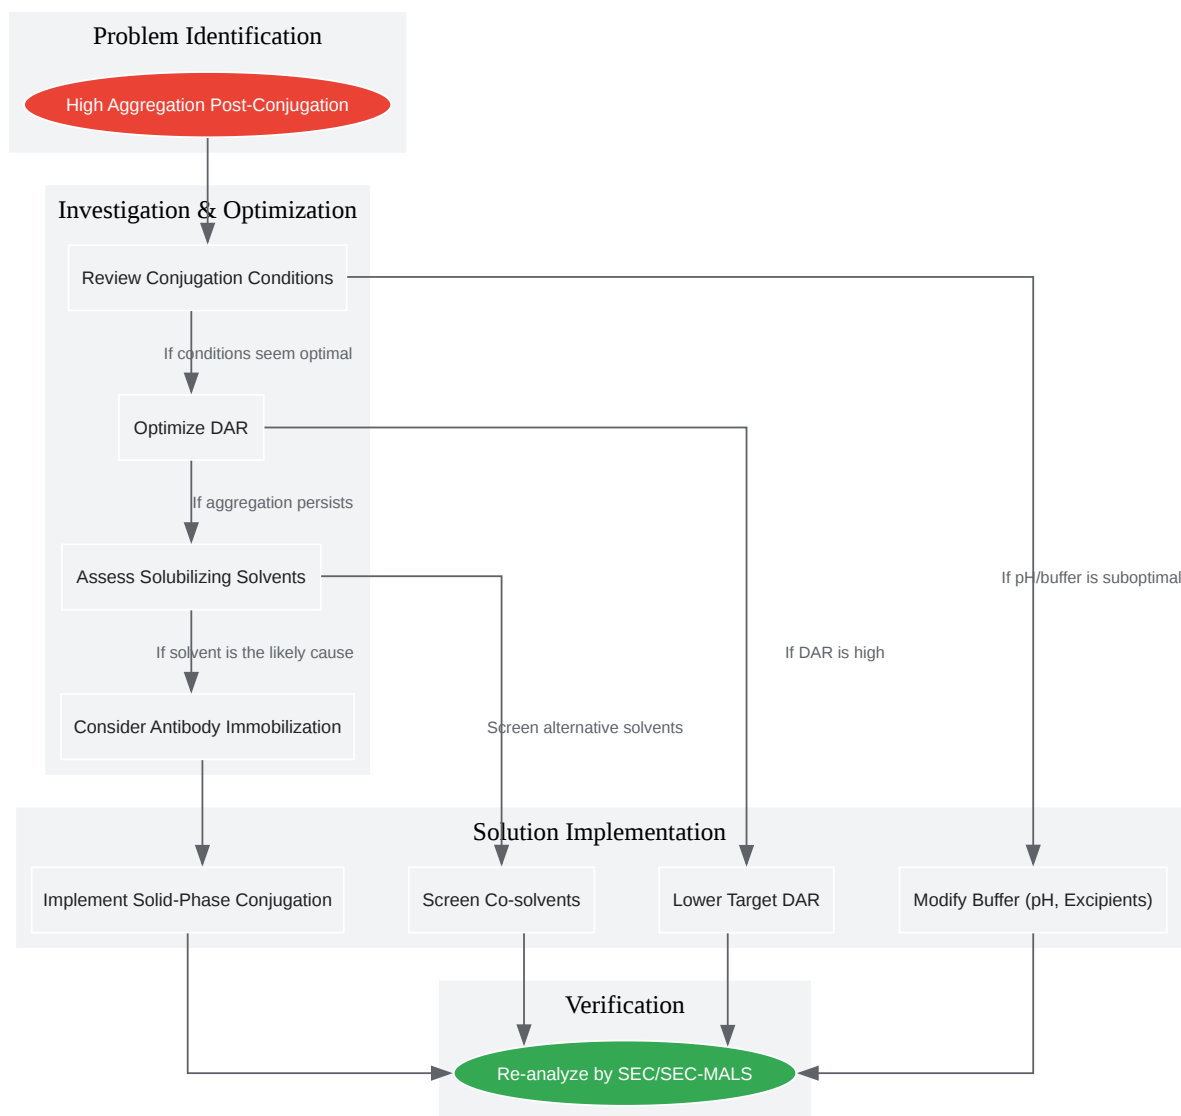 Problem Identification
High Aggregation Post-Conjugation
Investigation & Optimization
Review Conjugation Conditions
If conditions seem optimal
Optimize DAR
If aggregation persists
Assess Solubilizing Solvents
If pH/buffer is suboptimal
If solvent is the likely cause
If DAR is high
Consider Antibody Immobilization
Screen alternative solvents
Solution Implementation
Implement Solid-Phase Conjugation
Screen Co-solvents
Lower Target DAR
Modify Buffer (pH, Excipients)
Verification
Re-analyze by SEC/SEC-MALS